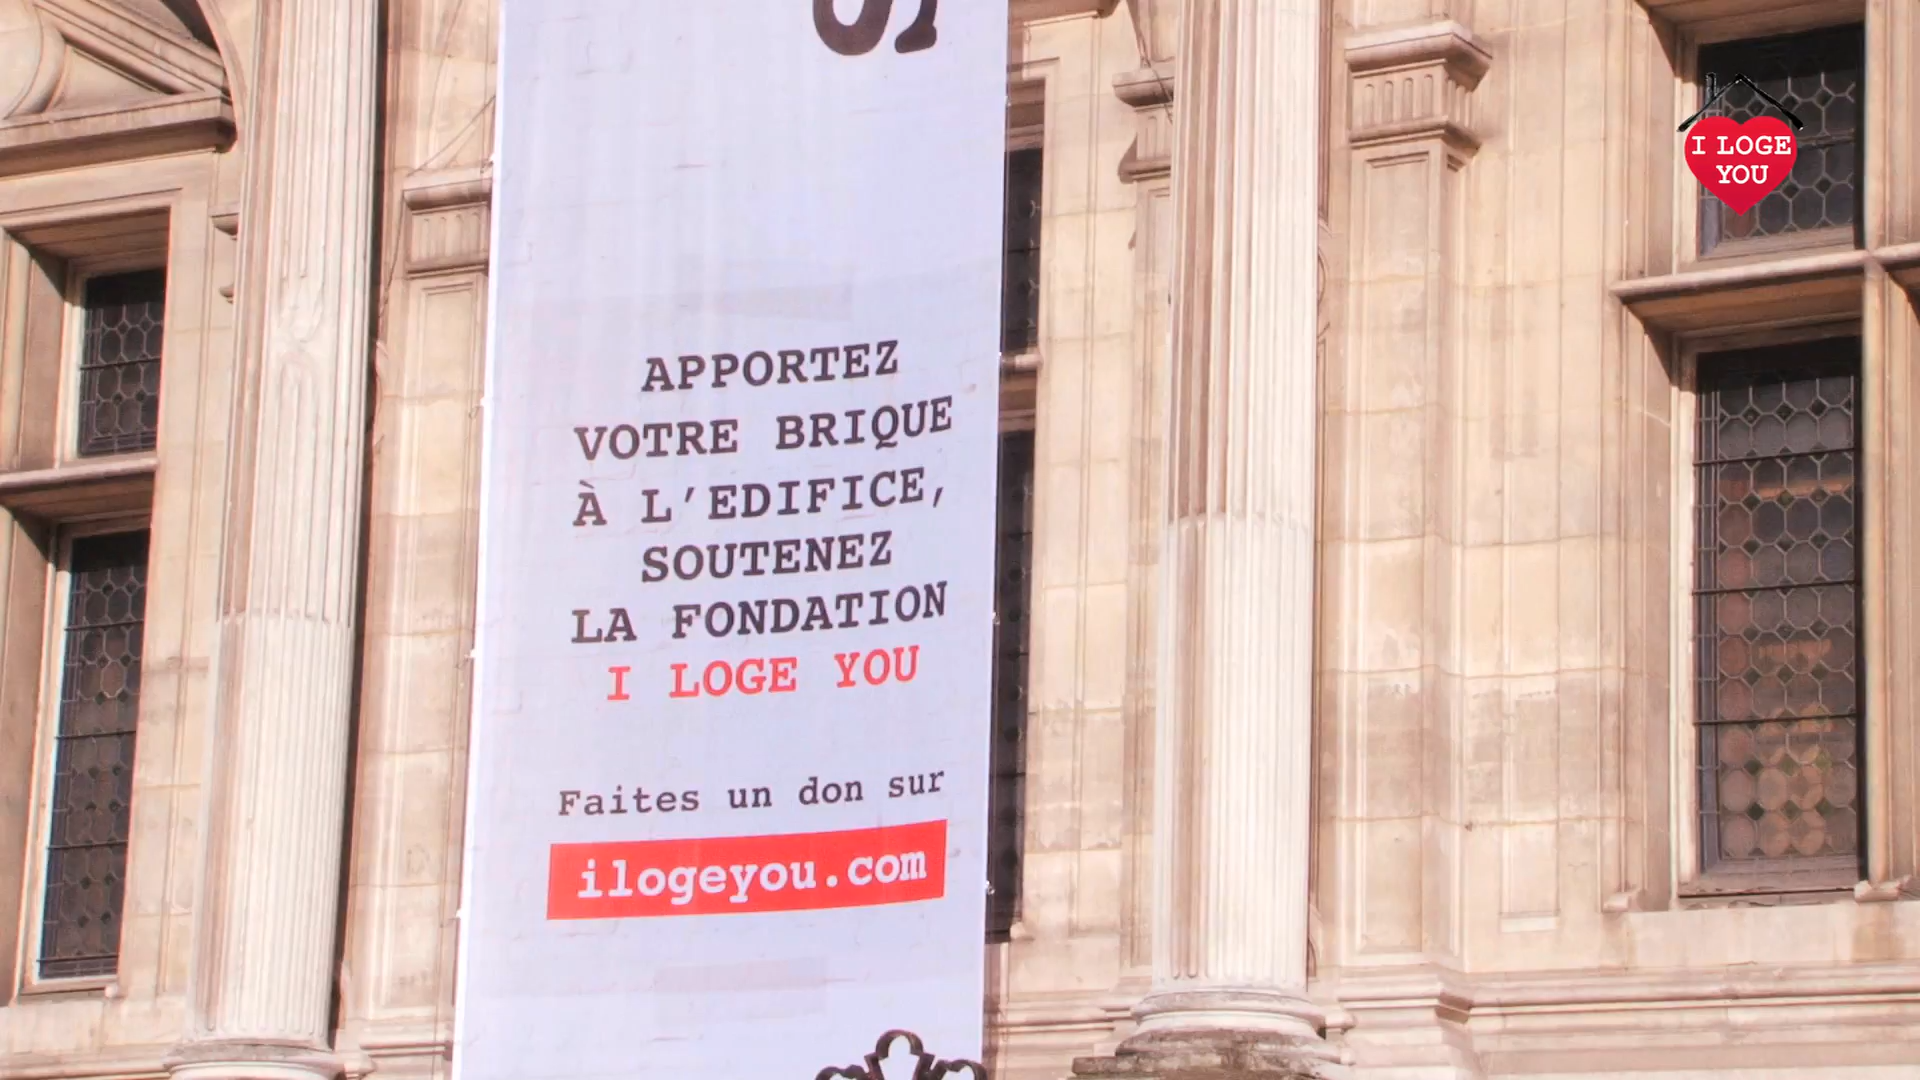 S
APPORTEZ
VOTRE BRIQUE
À L'EDIFICE,
SOUTENEZ
LA FONDATION
I LOGE YOU
Faites un don sur
ilogeyou.com
I LOGE
YOU